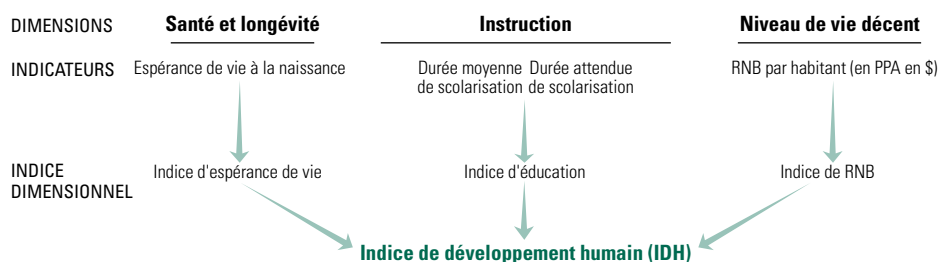 DIMENSIONS Santé et longévité Instruction Niveau de vie décent
INDICATEURS Espérance de vie à la naissance Durée moyenne Durée attendue RNB par habitant (en PPA en $)
de scolarisation de scolarisation
INDICE Indice d'espérance de vie Indice d'éducation Indice de RNB
DIMENSIONNEL
Indice de développement humain (IDH)